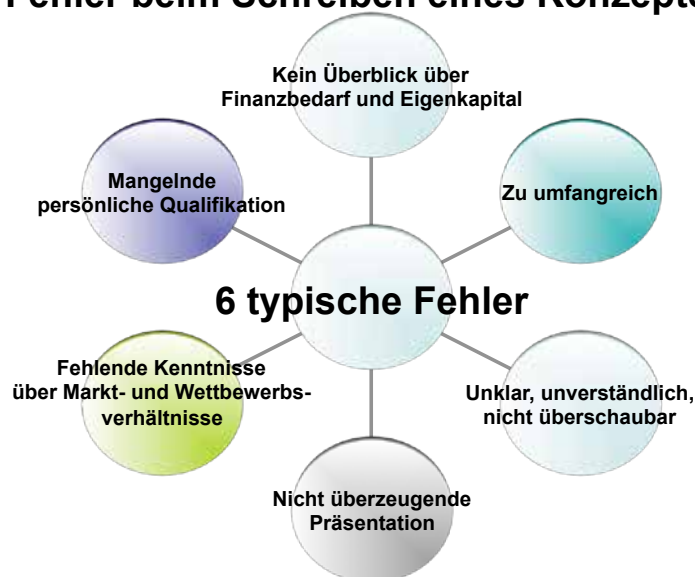 Fehler beim Schreiben eines Konzepte
Kein Überblick über
Finanzbedarf und Eigenkapital
Mangelnde
persönliche Qualifikation
Zu umfangreich
6 typische Fehler
Fehlende Kenntnisse
über Markt- und Wettbewerbs-
verhältnisse
Unklar, unverständlich,
nicht überschaubar
Nicht überzeugende
Präsentation